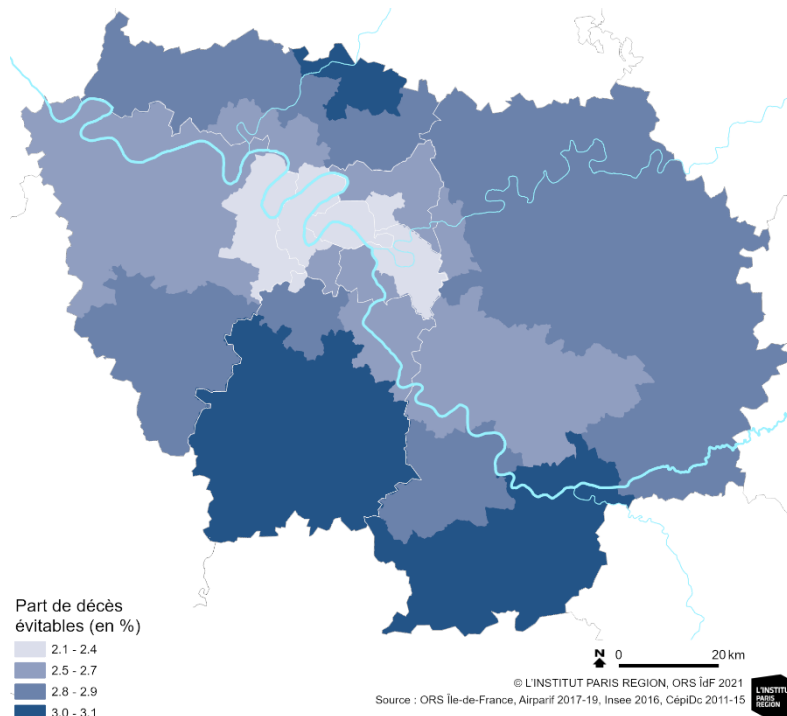 Part de décès
évitables (en %)
2.1 - 2.4
2.5 - 2.7
2.8 - 2.9
3.0 - 3.1
N 0 20 km
© L'INSTITUT PARIS REGION, ORS ÎdF 2021
Source : ORS Île-de-France, Airparif 2017-19, Insee 2016, CépiDc 2011-15
L'INSTITUT
PARIS
REGION